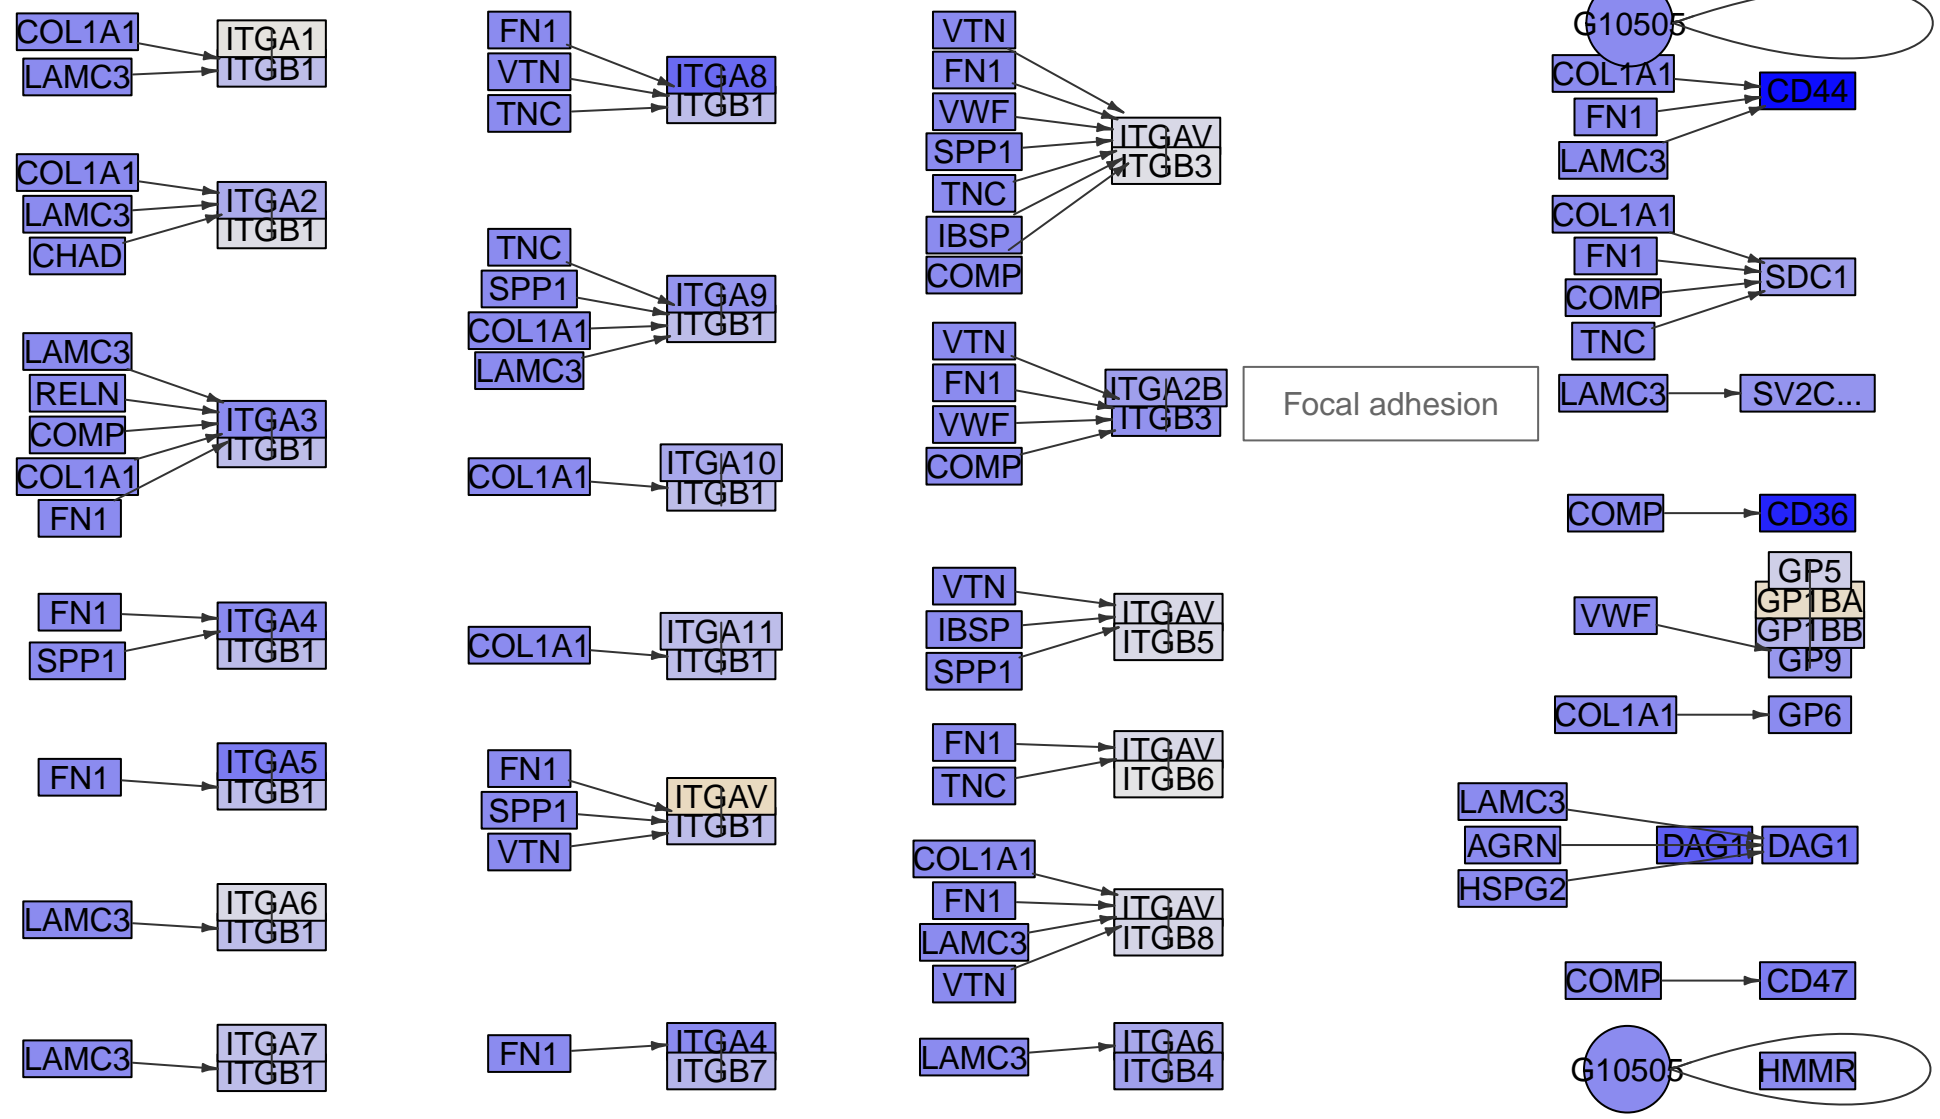 COL1A1
LAMC3
ITGA1
ITGB1
COL1A1
LAMC3
CHAD
ITGA2
ITGB1
LAMC3
RELN
COMP
COL1A1
FN1
ITGA3
ITGB1
FN1
SPP1
ITGA4
ITGB1
FN1
ITGA5
ITGB1
LAMC3
ITGA6
ITGB1
LAMC3
ITGA7
ITGB1
FN1
VTN
TNC
ITGA8
ITGB1
TNC
SPP1
COL1A1
LAMC3
ITGA9
ITGB1
COL1A1
ITGA10
ITGB1
COL1A1
ITGA11
ITGB1
FN1
SPP1
VTN
ITGAV
ITGB1
FN1
ITGA4
ITGB7
VTN
FN1
VWF
SPP1
TNC
IBSP
COMP
ITGAV
ITGB3
VTN
FN1
VWF
COMP
ITGA2B
ITGB3
Focal adhesion
VTN
IBSP
SPP1
ITGAV
ITGB5
FN1
TNC
ITGAV
ITGB6
COL1A1
FN1
LAMC3
VTN
ITGAV
ITGB8
LAMC3
ITGA6
ITGB4
G10505
COL1A1
FN1
LAMC3
CD44
COL1A1
FN1
COMP
TNC
SDC1
LAMC3
SV2C...
COMP
CD36
VWF
GP5
GP1BA
GP1BB
GP9
COL1A1
GP6
LAMC3
AGRN
HSPG2
DAG1
DAG1
COMP
CD47
G10505
HMMR